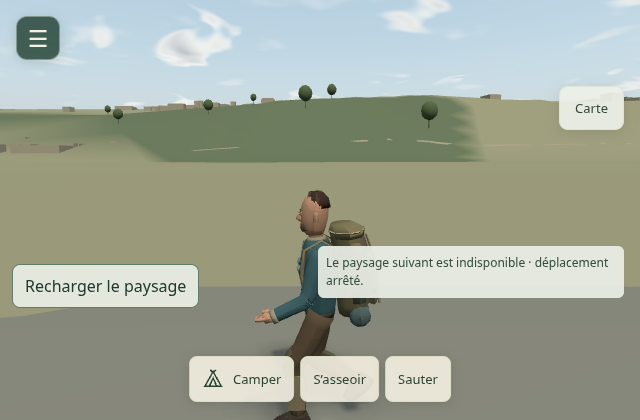 Carte
Le paysage suivant est indisponible · déplacement
arrêté.
Recharger le paysage
Camper
S’asseoir
Sauter